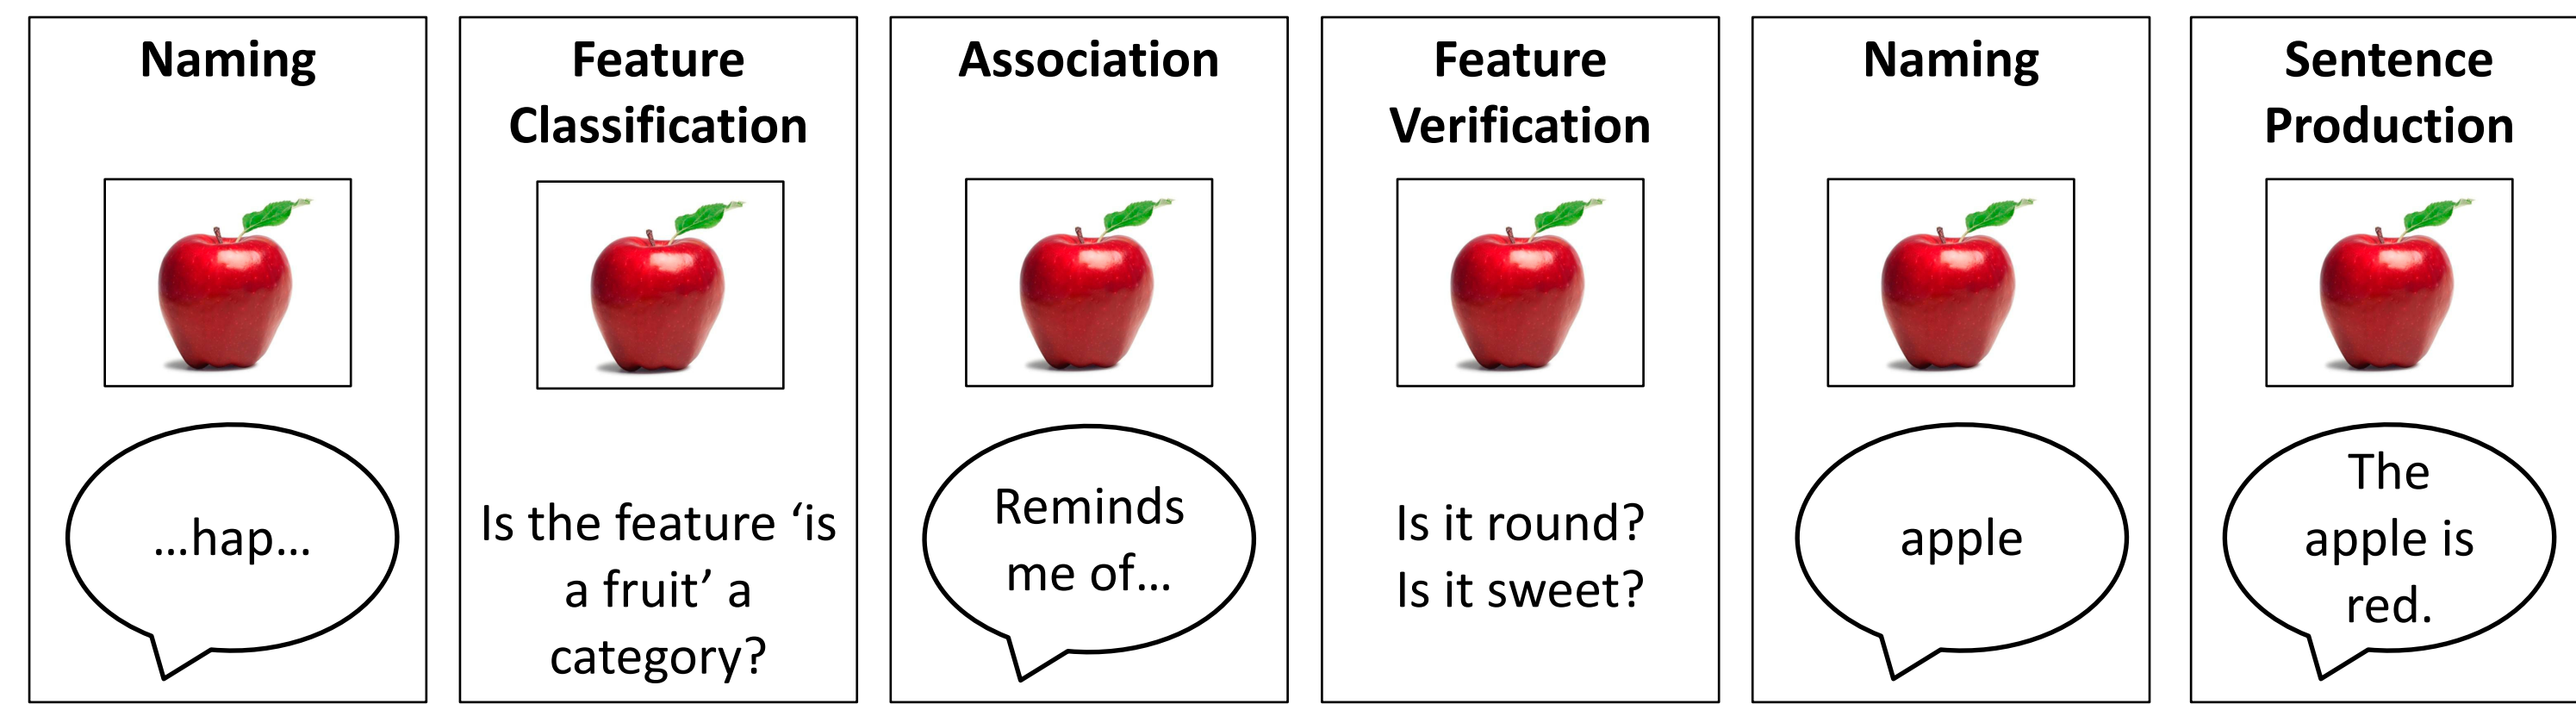 Naming
…hap…
Feature
Classification
Is the feature ‘is
a fruit’ a
category?
Association
Reminds
me of…
Feature
Verification
Is it round?
Is it sweet?
Naming
apple
Sentence
Production
The
apple is
red.